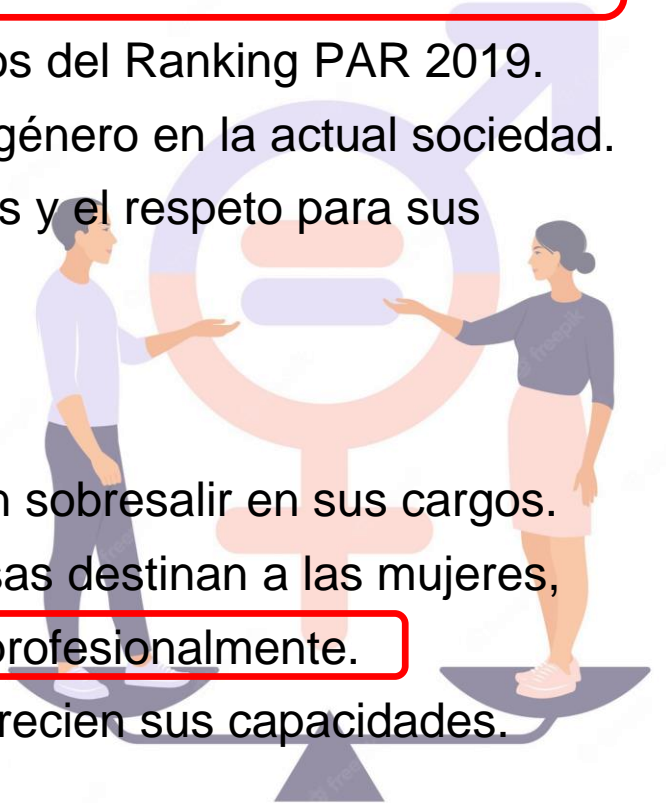 os del Ranking PAR 2019.
género en la actual sociedad.
s y el respeto para sus
n sobresalir en sus cargos.
sas destinan a las mujeres,
profesionalmente.
recien sus capacidades.
freepik